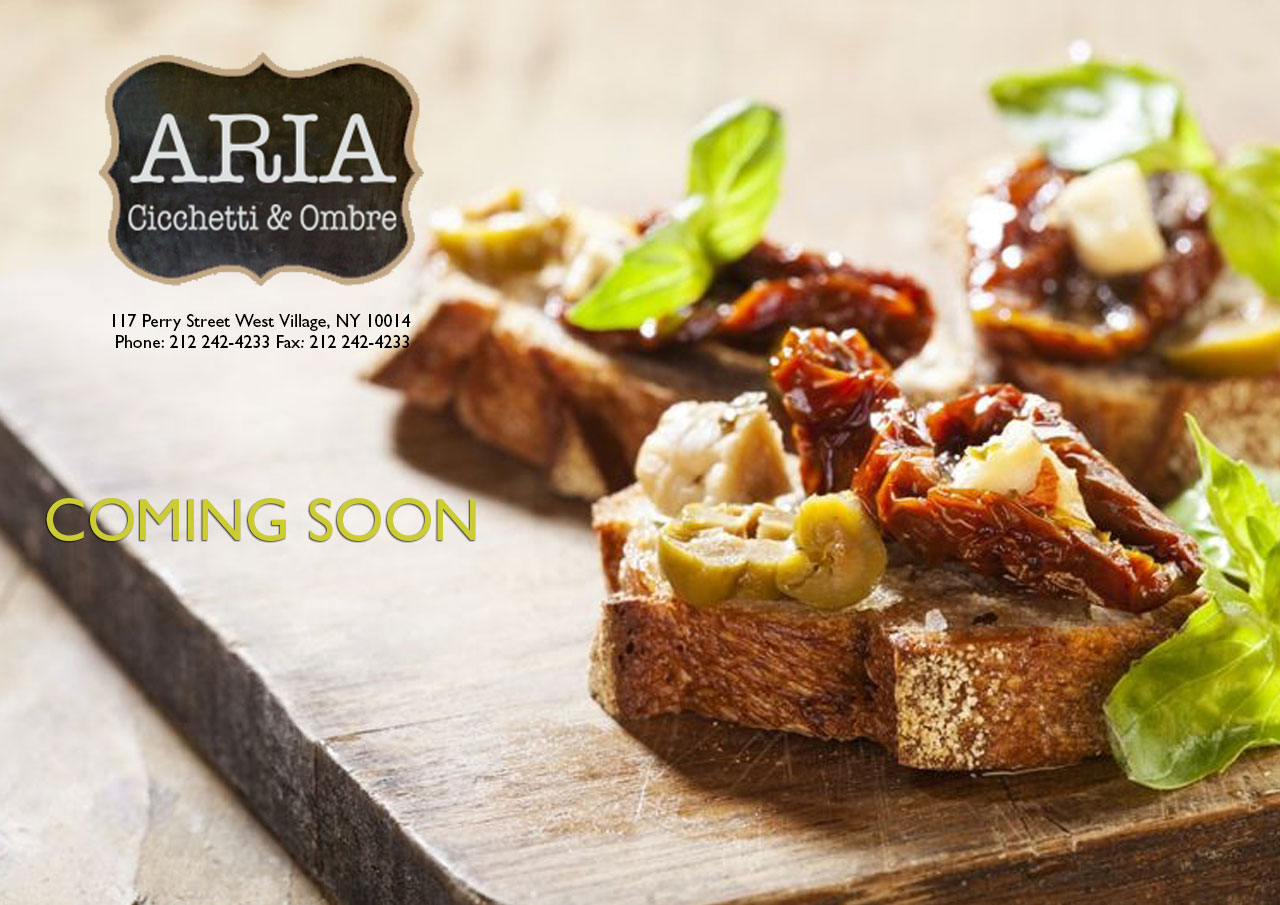 ARIA
Cicchetti & Ombre
117 Perry Street West Village, NY 10014
Phone: 212 242-4233 Fax: 212 242-4233
COMING SOON